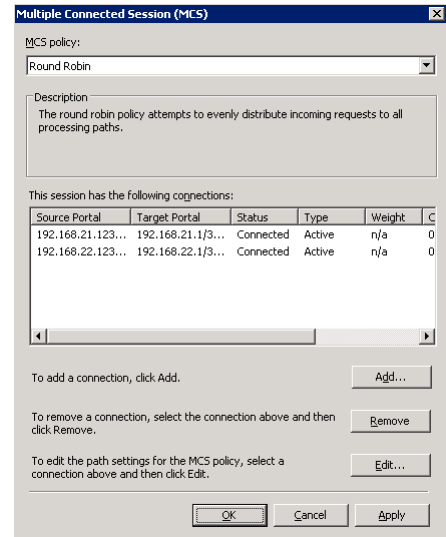 Multiple Connected Session (MCS)
MCS policy:
Round Robin
Description
The round robin policy attempts to evenly distribute incoming requests to all
processing paths.
This session has the following connections:
Source Portal Target Portal Status Type Weight C
192.168.21.123... 192.168.21.1/3... Connected Active n/a 0
192.168.22.123... 192.168.22.1/3... Connected Active n/a 0
To add a connection, click Add.
Add...
To remove a connection, select the connection above and then
click Remove.
Remove
To edit the path settings for the MCS policy, select a
connection above and then click Edit.
Edit...
OK Cancel Apply